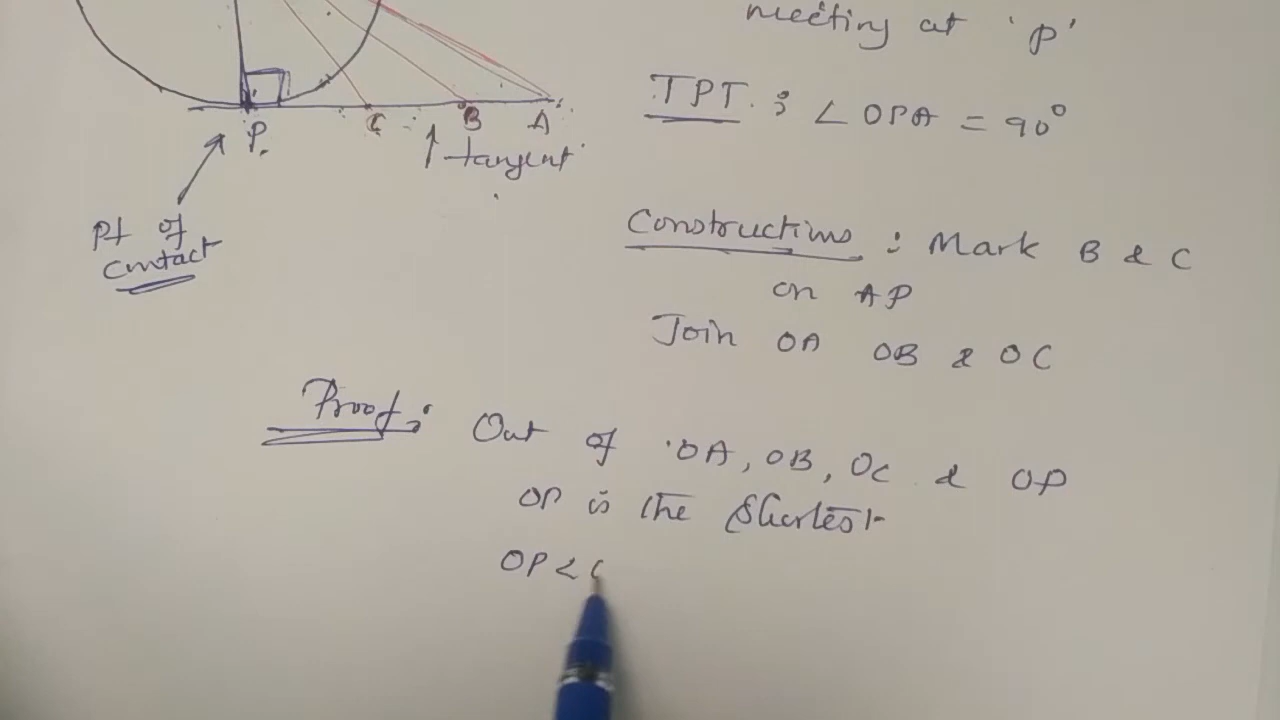 meeting at 'P'
TPT : ∠OPA = 90°
P. C B A
↑ tangent
Pt of
contact
Constructions : Mark B & C
on AP
Join OA OB & OC
Proof : Out of OA, OB, OC & OP
OP is the Shortest
OP <